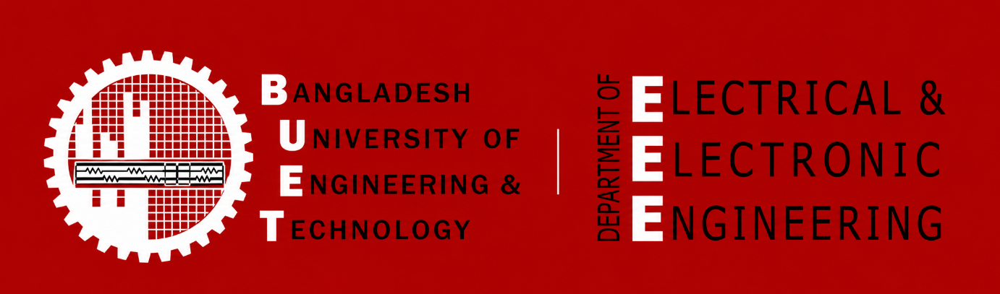 BANGLADESH
UNIVERSITY OF
ENGINEERING &
TECHNOLOGY
DEPARTMENT OF
ELECTRICAL &
ELECTRONIC
ENGINEERING